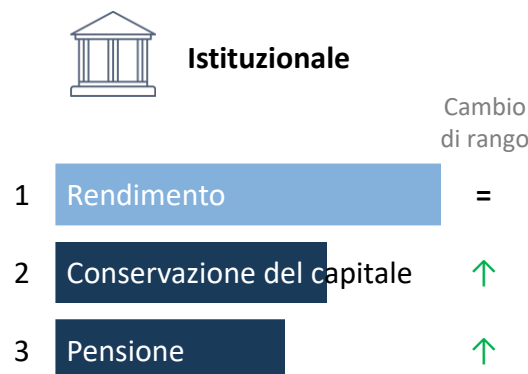 Istituzionale
Cambio
di rango
1 Rendimento =
2 Conservazione del capitale ↑
3 Pensione ↑